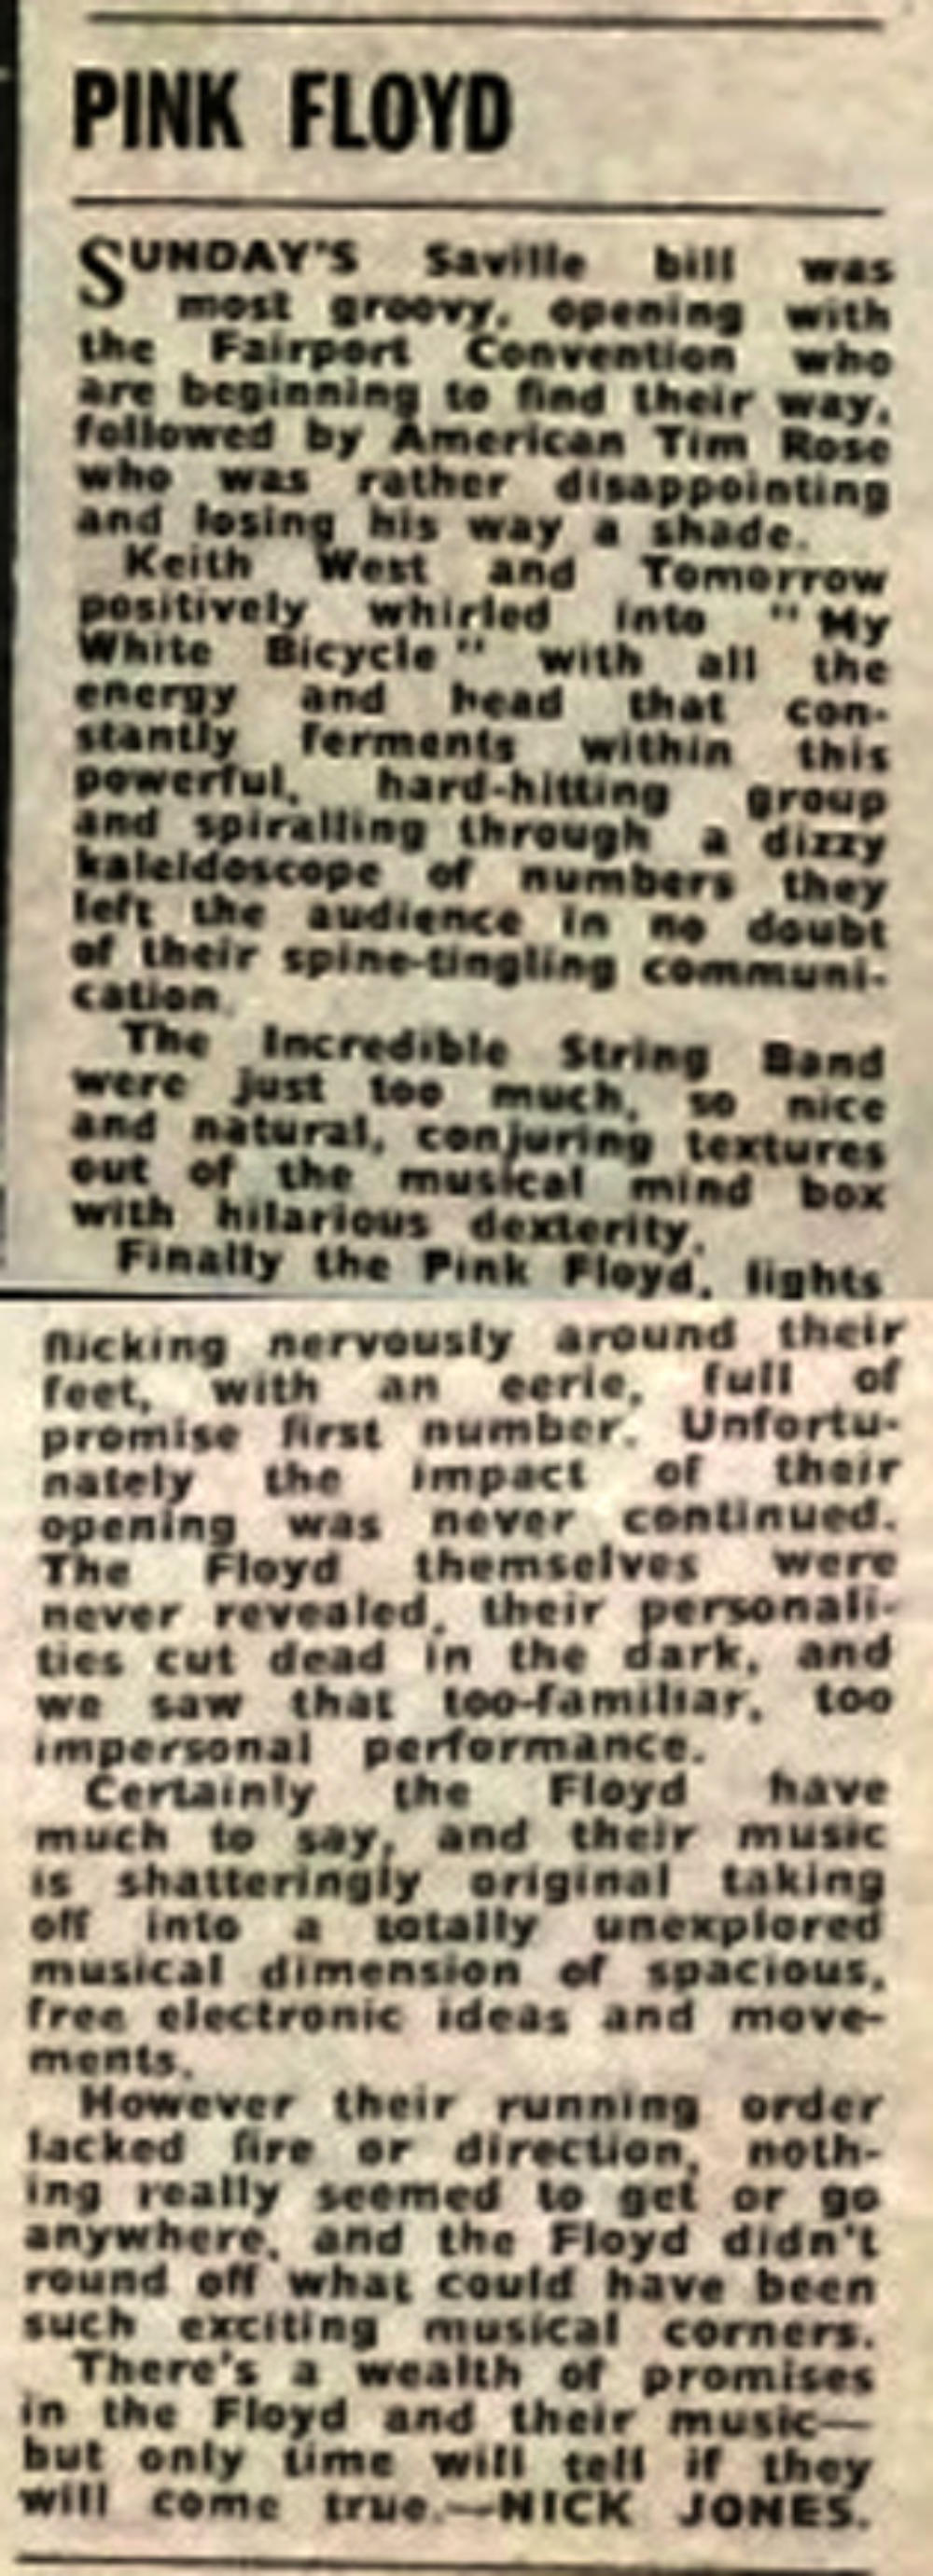 PINK FLOYD
SUNDAY'S Saville bill was
most groovy, opening with
the Fairport Convention who
are beginning to find their way,
followed by American Tim Rose
who was rather disappointing
and losing his way a shade.
Keith West and Tomorrow
positively whirled into "My
White Bicycle" with all the
energy and head that con-
stantly ferments within this
powerful, hard-hitting group
and spiralling through a dizzy
kaleidoscope of numbers they
left the audience in no doubt
of their spine-tingling communi-
cation.
The Incredible String Band
were just too much, so nice
and natural, conjuring textures
out of the musical mind box
with hilarious dexterity.
Finally the Pink Floyd, lights
flicking nervously around their
feet, with an eerie, full of
promise first number. Unfortu-
nately the impact of their
opening was never continued.
The Floyd themselves were
never revealed, their personali-
ties cut dead in the dark, and
we saw that too-familiar, too
impersonal performance.
Certainly the Floyd have
much to say, and their music
is shatteringly original taking
off into a totally unexplored
musical dimension of spacious,
free electronic ideas and move-
ments.
However their running order
lacked fire or direction, noth-
ing really seemed to get or go
anywhere, and the Floyd didn't
round off what could have been
such exciting musical corners.
There's a wealth of promises
in the Floyd and their music—
but only time will tell if they
will come true.—NICK JONES.